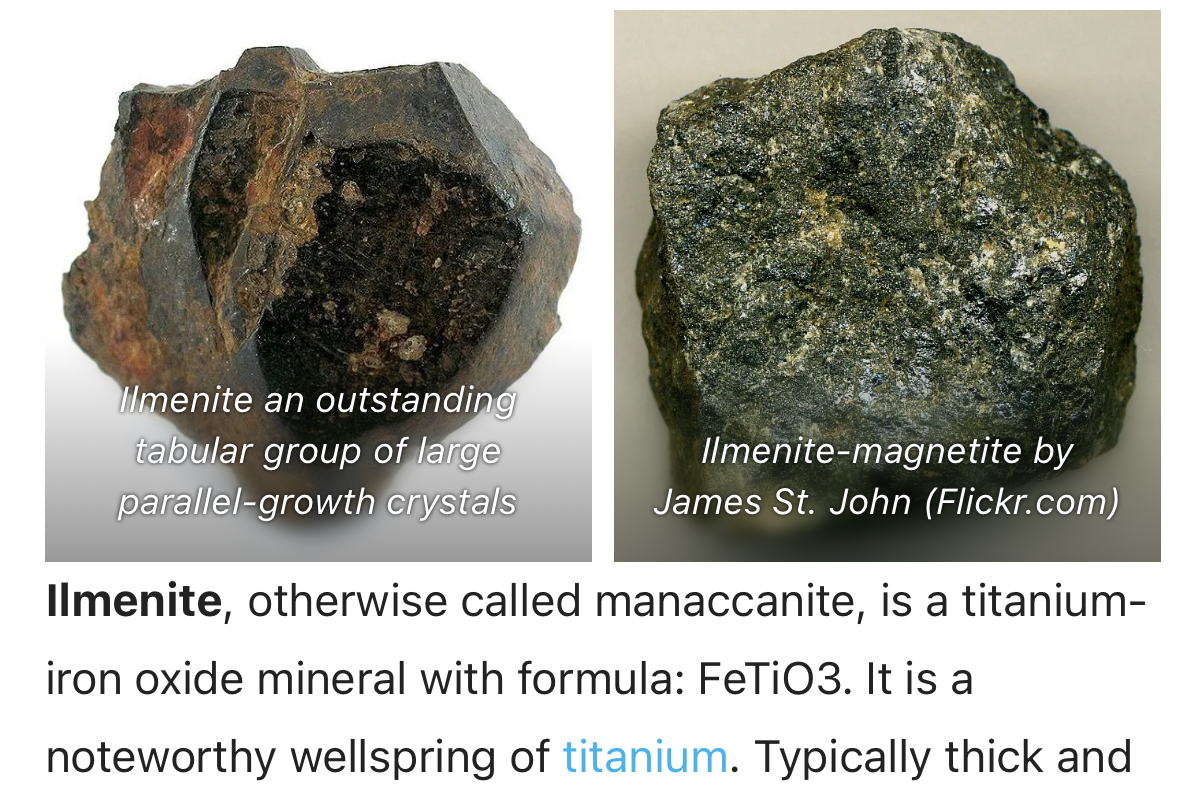 Ilmenite an outstanding
tabular group of large
parallel-growth crystals
Ilmenite-magnetite by
James St. John (Flickr.com)
Ilmenite, otherwise called manaccanite, is a titanium-
iron oxide mineral with formula: FeTiO3. It is a
noteworthy wellspring of titanium. Typically thick and